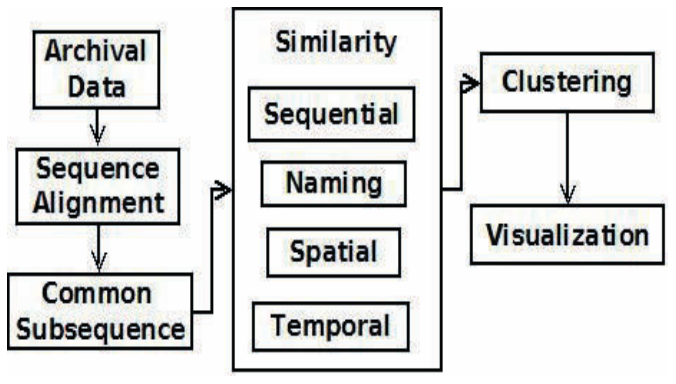 Archival
Data
Sequence
Alignment
Common
Subsequence
Similarity
Sequential
Naming
Spatial
Temporal
Clustering
Visualization